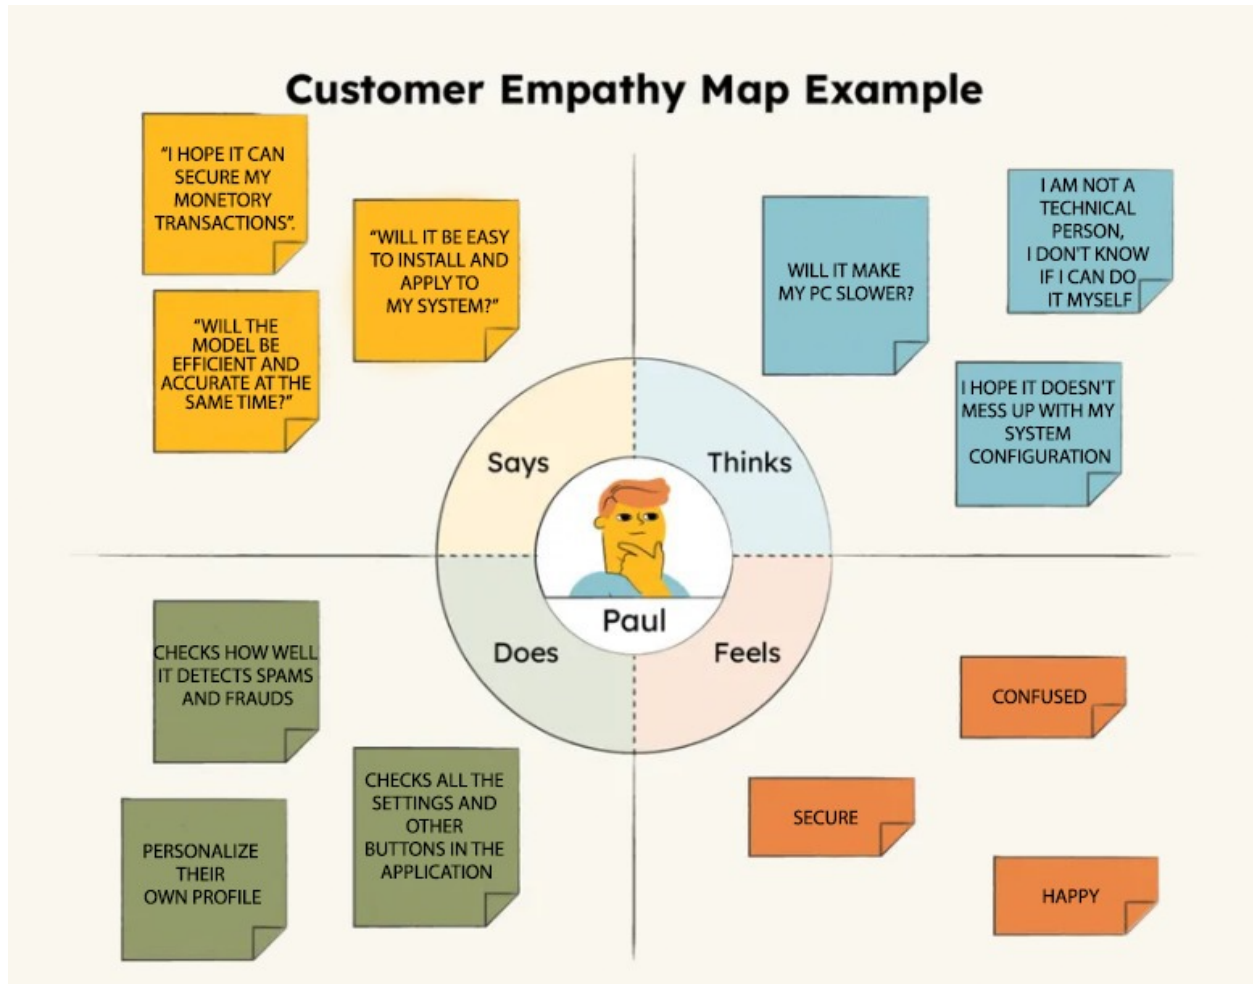 Customer Empathy Map Example
“I HOPE IT CAN
SECURE MY
MONETORY
TRANSACTIONS”.
“WILL IT BE EASY
TO INSTALL AND
APPLY TO
MY SYSTEM?”
“WILL THE
MODEL BE
EFFICIENT AND
ACCURATE AT THE
SAME TIME?”
WILL IT MAKE
MY PC SLOWER?
I AM NOT A
TECHNICAL
PERSON,
I DON'T KNOW
IF I CAN DO
IT MYSELF
I HOPE IT DOESN'T
MESS UP WITH MY
SYSTEM
CONFIGURATION
Says
Thinks
Paul
Does
Feels
CHECKS HOW WELL
IT DETECTS SPAMS
AND FRAUDS
CHECKS ALL THE
SETTINGS AND
OTHER
BUTTONS IN THE
APPLICATION
PERSONALIZE
THEIR
OWN PROFILE
CONFUSED
SECURE
HAPPY